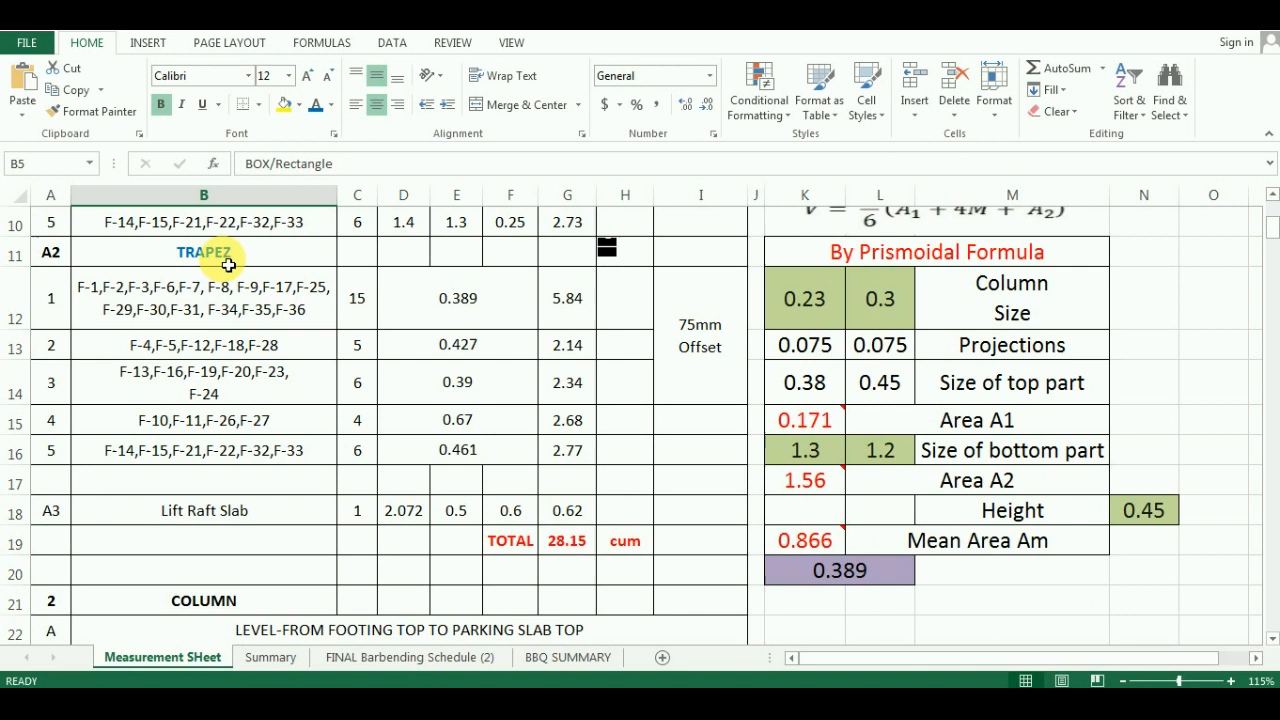 FILE HOME INSERT PAGE LAYOUT FORMULAS DATA REVIEW VIEW Sign in
Cut Calibri 12 Wrap Text General AutoSum
Copy Fill
Paste Format Painter B I U Merge & Center $ % , Conditional Format as Cell Insert Delete Format Clear Sort & Find &
Formatting Table Styles Filter Select
Clipboard Font Alignment Number Styles Cells Editing
B5 fx BOX/Rectangle
A B C D E F G H I J K L M N O
10 5 F-14,F-15,F-21,F-22,F-32,F-33 6 1.4 1.3 0.25 2.73 V = 6 (A1 + 4M + A2)
11 A2 TRAPEZ By Prismoidal Formula
12 1 F-1,F-2,F-3,F-6,F-7, F-8, F-9,F-17,F-25,
F-29,F-30,F-31, F-34,F-35,F-36 15 0.389 5.84 0.23 0.3 Column
Size
75mm
Offset
13 2 F-4,F-5,F-12,F-18,F-28 5 0.427 2.14 0.075 0.075 Projections
14 3 F-13,F-16,F-19,F-20,F-23,
F-24 6 0.39 2.34 0.38 0.45 Size of top part
15 4 F-10,F-11,F-26,F-27 4 0.67 2.68 0.171 Area A1
16 5 F-14,F-15,F-21,F-22,F-32,F-33 6 0.461 2.77 1.3 1.2 Size of bottom part
17 1.56 Area A2
18 A3 Lift Raft Slab 1 2.072 0.5 0.6 0.62 Height 0.45
19 TOTAL 28.15 cum 0.866 Mean Area Am
20 0.389
21 2 COLUMN
22 A LEVEL-FROM FOOTING TOP TO PARKING SLAB TOP
Measurement SHeet Summary FINAL Barbending Schedule (2) BBQ SUMMARY
READY 115%